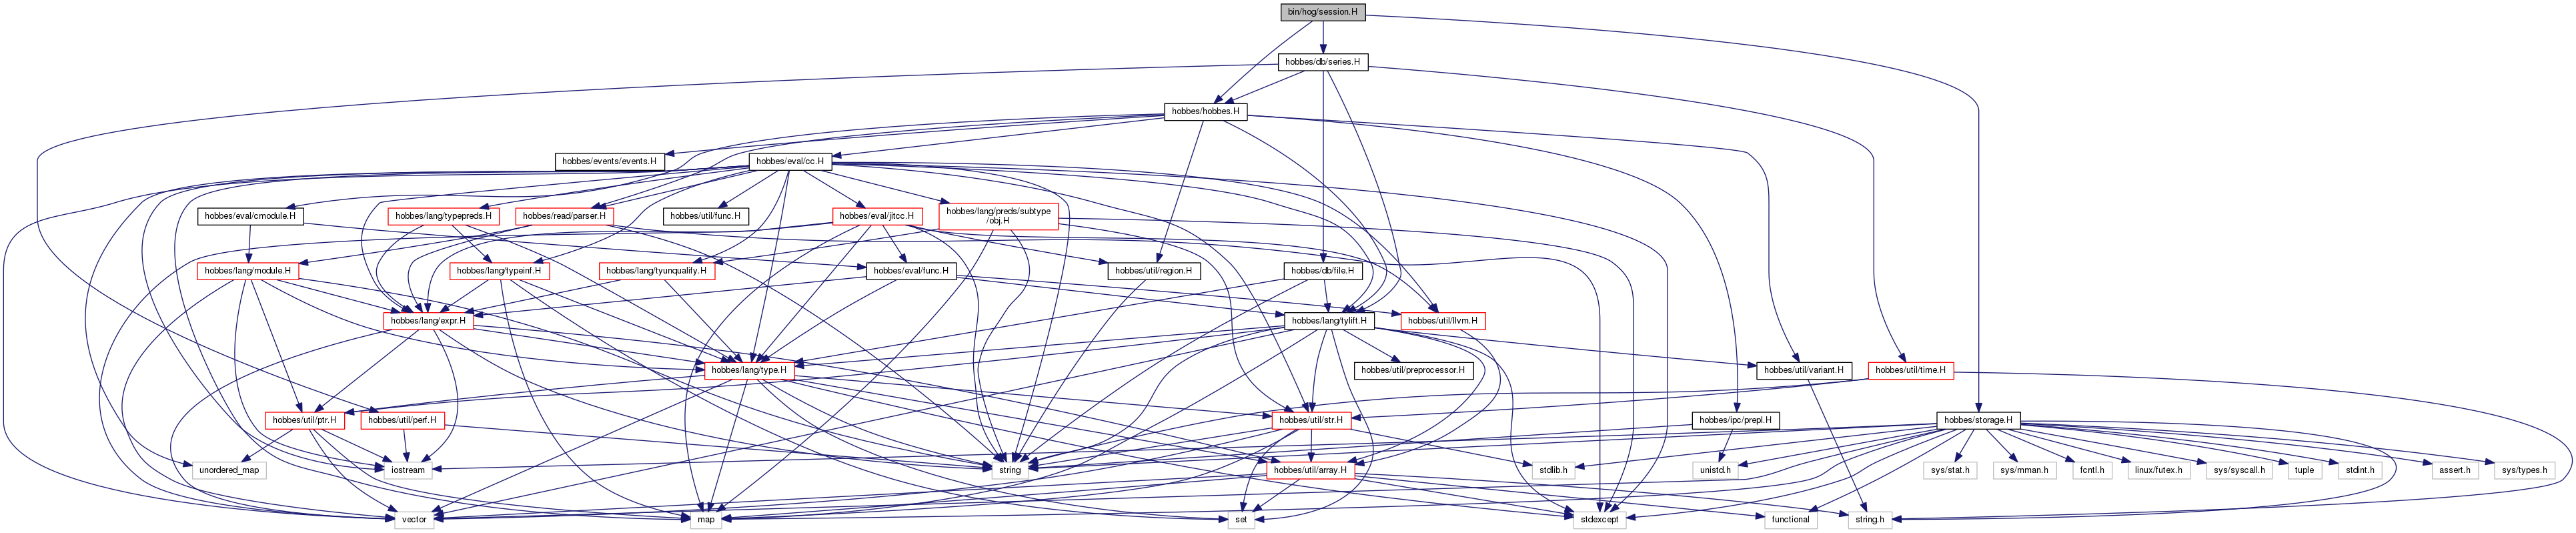 bin/hog/session.H
hobbes/db/series.H
hobbes/hobbes.H
hobbes/events/events.H
hobbes/eval/cc.H
hobbes/eval/cmodule.H
hobbes/lang/typepreds.H
hobbes/read/parser.H
hobbes/util/func.H
hobbes/eval/jitcc.H
hobbes/lang/preds/subtype
/obj.H
hobbes/lang/module.H
hobbes/lang/typeinf.H
hobbes/lang/tyunqualify.H
hobbes/eval/func.H
hobbes/util/region.H
hobbes/db/file.H
hobbes/lang/expr.H
hobbes/lang/tylift.H
hobbes/util/llvm.H
hobbes/lang/type.H
hobbes/util/preprocessor.H
hobbes/util/variant.H
hobbes/util/time.H
hobbes/util/ptr.H
hobbes/util/perf.H
hobbes/util/str.H
hobbes/ipc/prepl.H
hobbes/storage.H
unordered_map
iostream
string
hobbes/util/array.H
stdlib.h
unistd.h
sys/stat.h
sys/mman.h
fcntl.h
linux/futex.h
sys/syscall.h
tuple
stdint.h
assert.h
sys/types.h
vector
map
set
stdexcept
functional
string.h